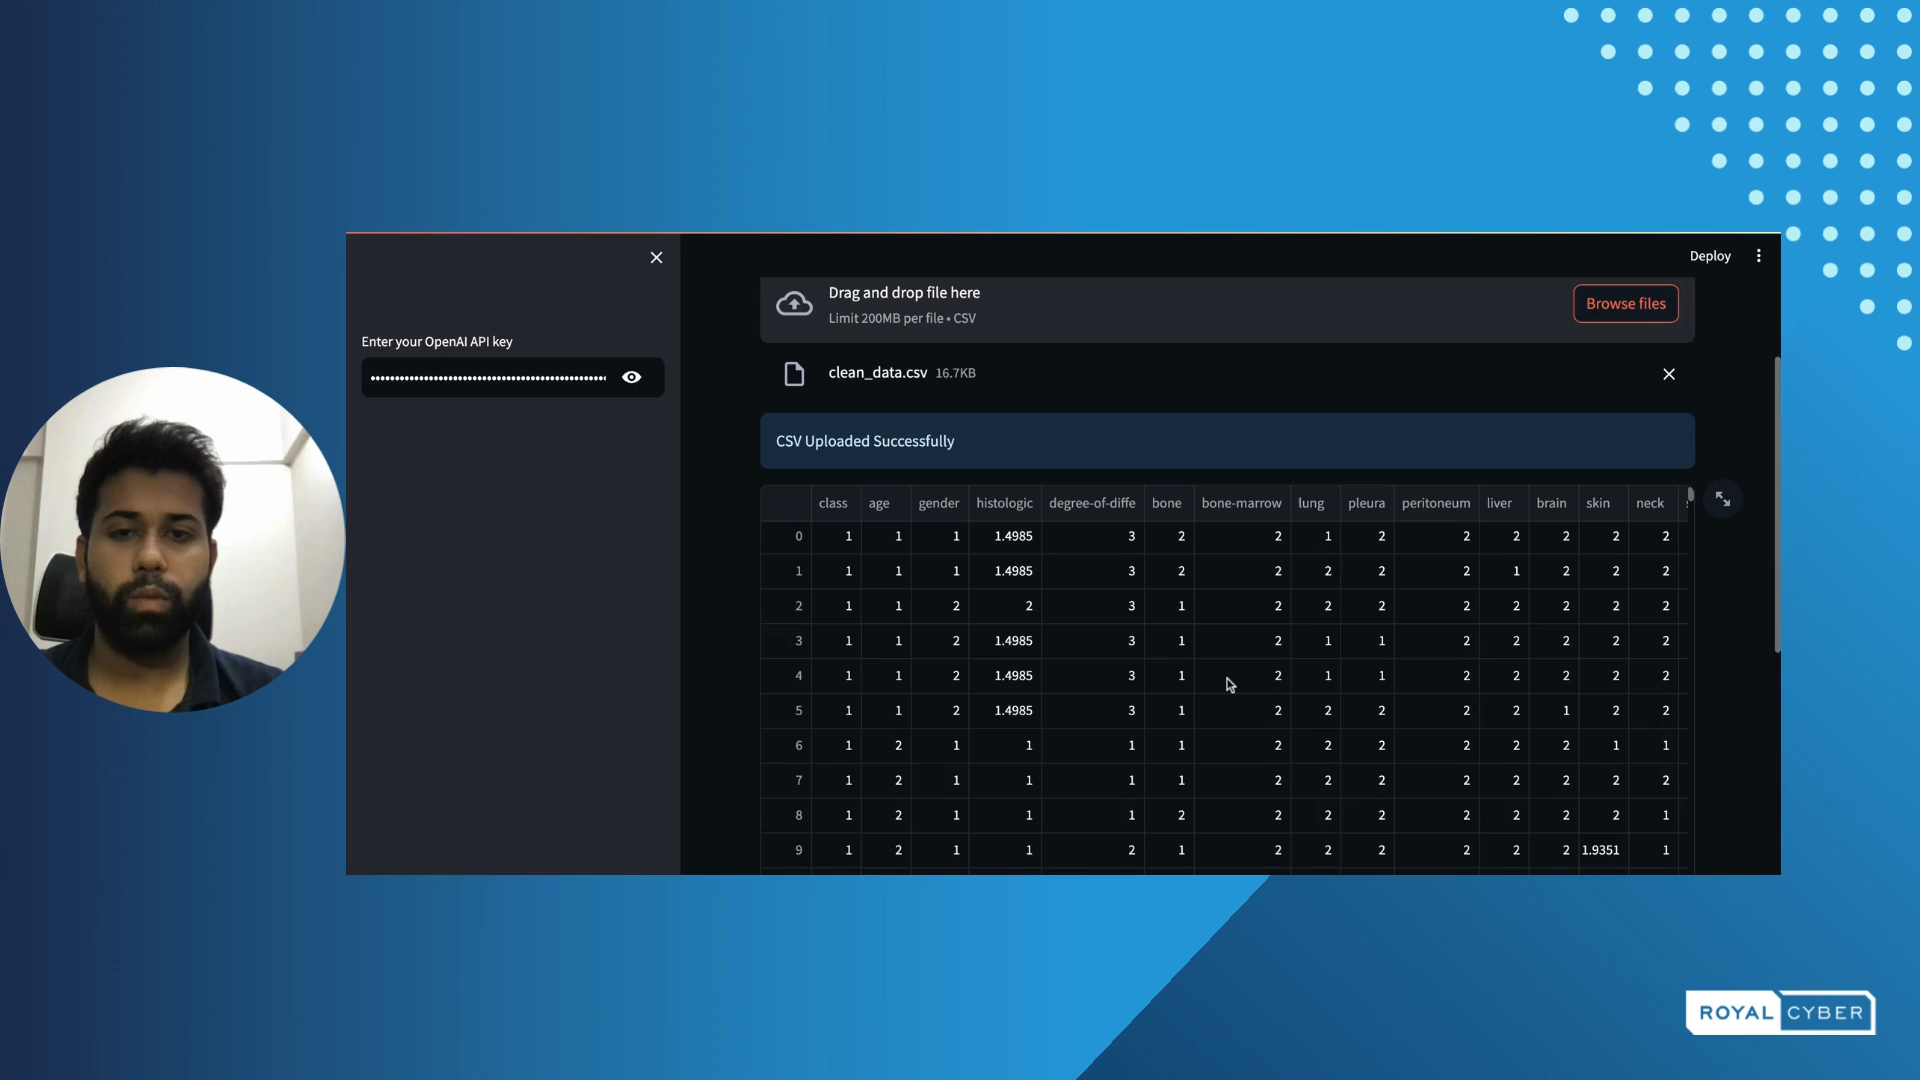 Deploy
Drag and drop file here
Limit 200MB per file • CSV
Browse files
Enter your OpenAI API key
clean_data.csv 16.7KB
CSV Uploaded Successfully
class age gender histologic degree-of-diffe bone bone-marrow lung pleura peritoneum liver brain skin neck
0 1 1 1 1.4985 3 2 2 1 2 2 2 2 2 2
1 1 1 1 1.4985 3 2 2 2 2 2 1 2 2 2
2 1 1 2 2 3 1 2 2 2 2 2 2 2 2
3 1 1 2 1.4985 3 1 2 1 1 2 2 2 2 2
4 1 1 2 1.4985 3 1 2 1 1 2 2 2 2 2
5 1 1 2 1.4985 3 1 2 2 2 2 2 1 2 2
6 1 2 1 1 1 1 2 2 2 2 2 2 1 1
7 1 2 1 1 1 1 2 2 2 2 2 2 2 2
8 1 2 1 1 1 2 2 2 2 2 2 2 2 1
9 1 2 1 1 2 1 2 2 2 2 2 2 1.9351 1
ROYAL CYBER